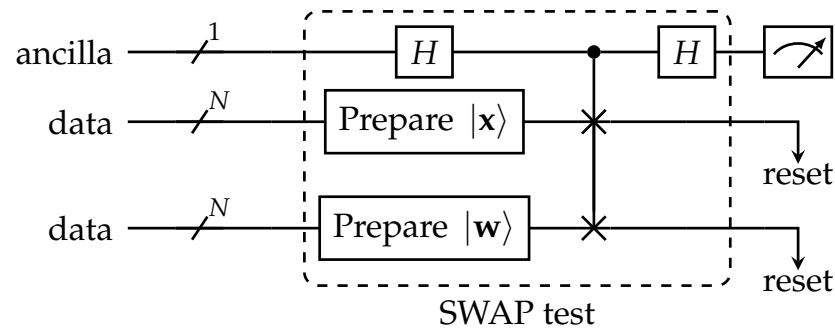 ancilla 1 H H
data N Prepare |x⟩
reset
data N Prepare |w⟩
reset
SWAP test